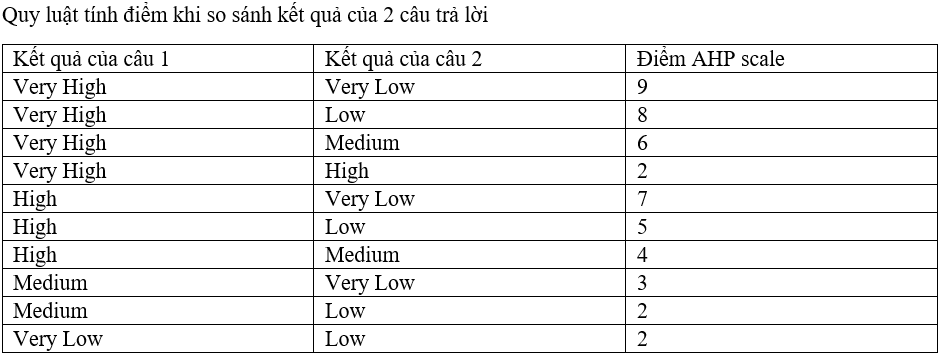 Quy luật tính điểm khi so sánh kết quả của 2 câu trả lời
Kết quả của câu 1 Kết quả của câu 2 Điểm AHP scale
Very High Very Low 9
Very High Low 8
Very High Medium 6
Very High High 2
High Very Low 7
High Low 5
High Medium 4
Medium Very Low 3
Medium Low 2
Very Low Low 2